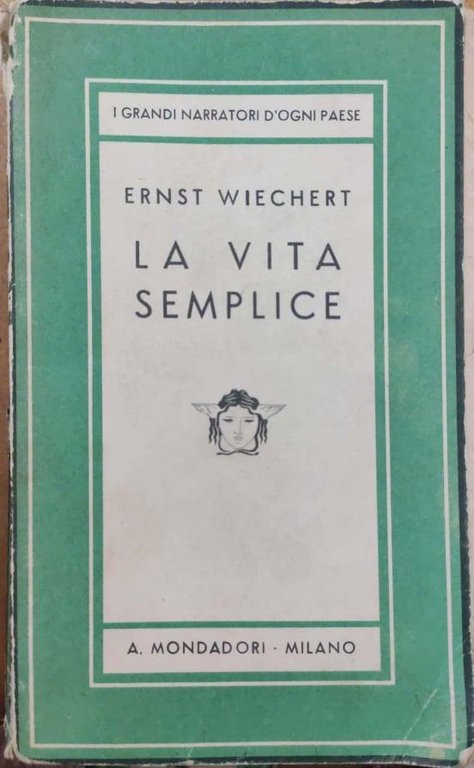 I GRANDI NARRATORI D'OGNI PAESE
ERNST WIECHERT
LA VITA
SEMPLICE
A. MONDADORI · MILANO